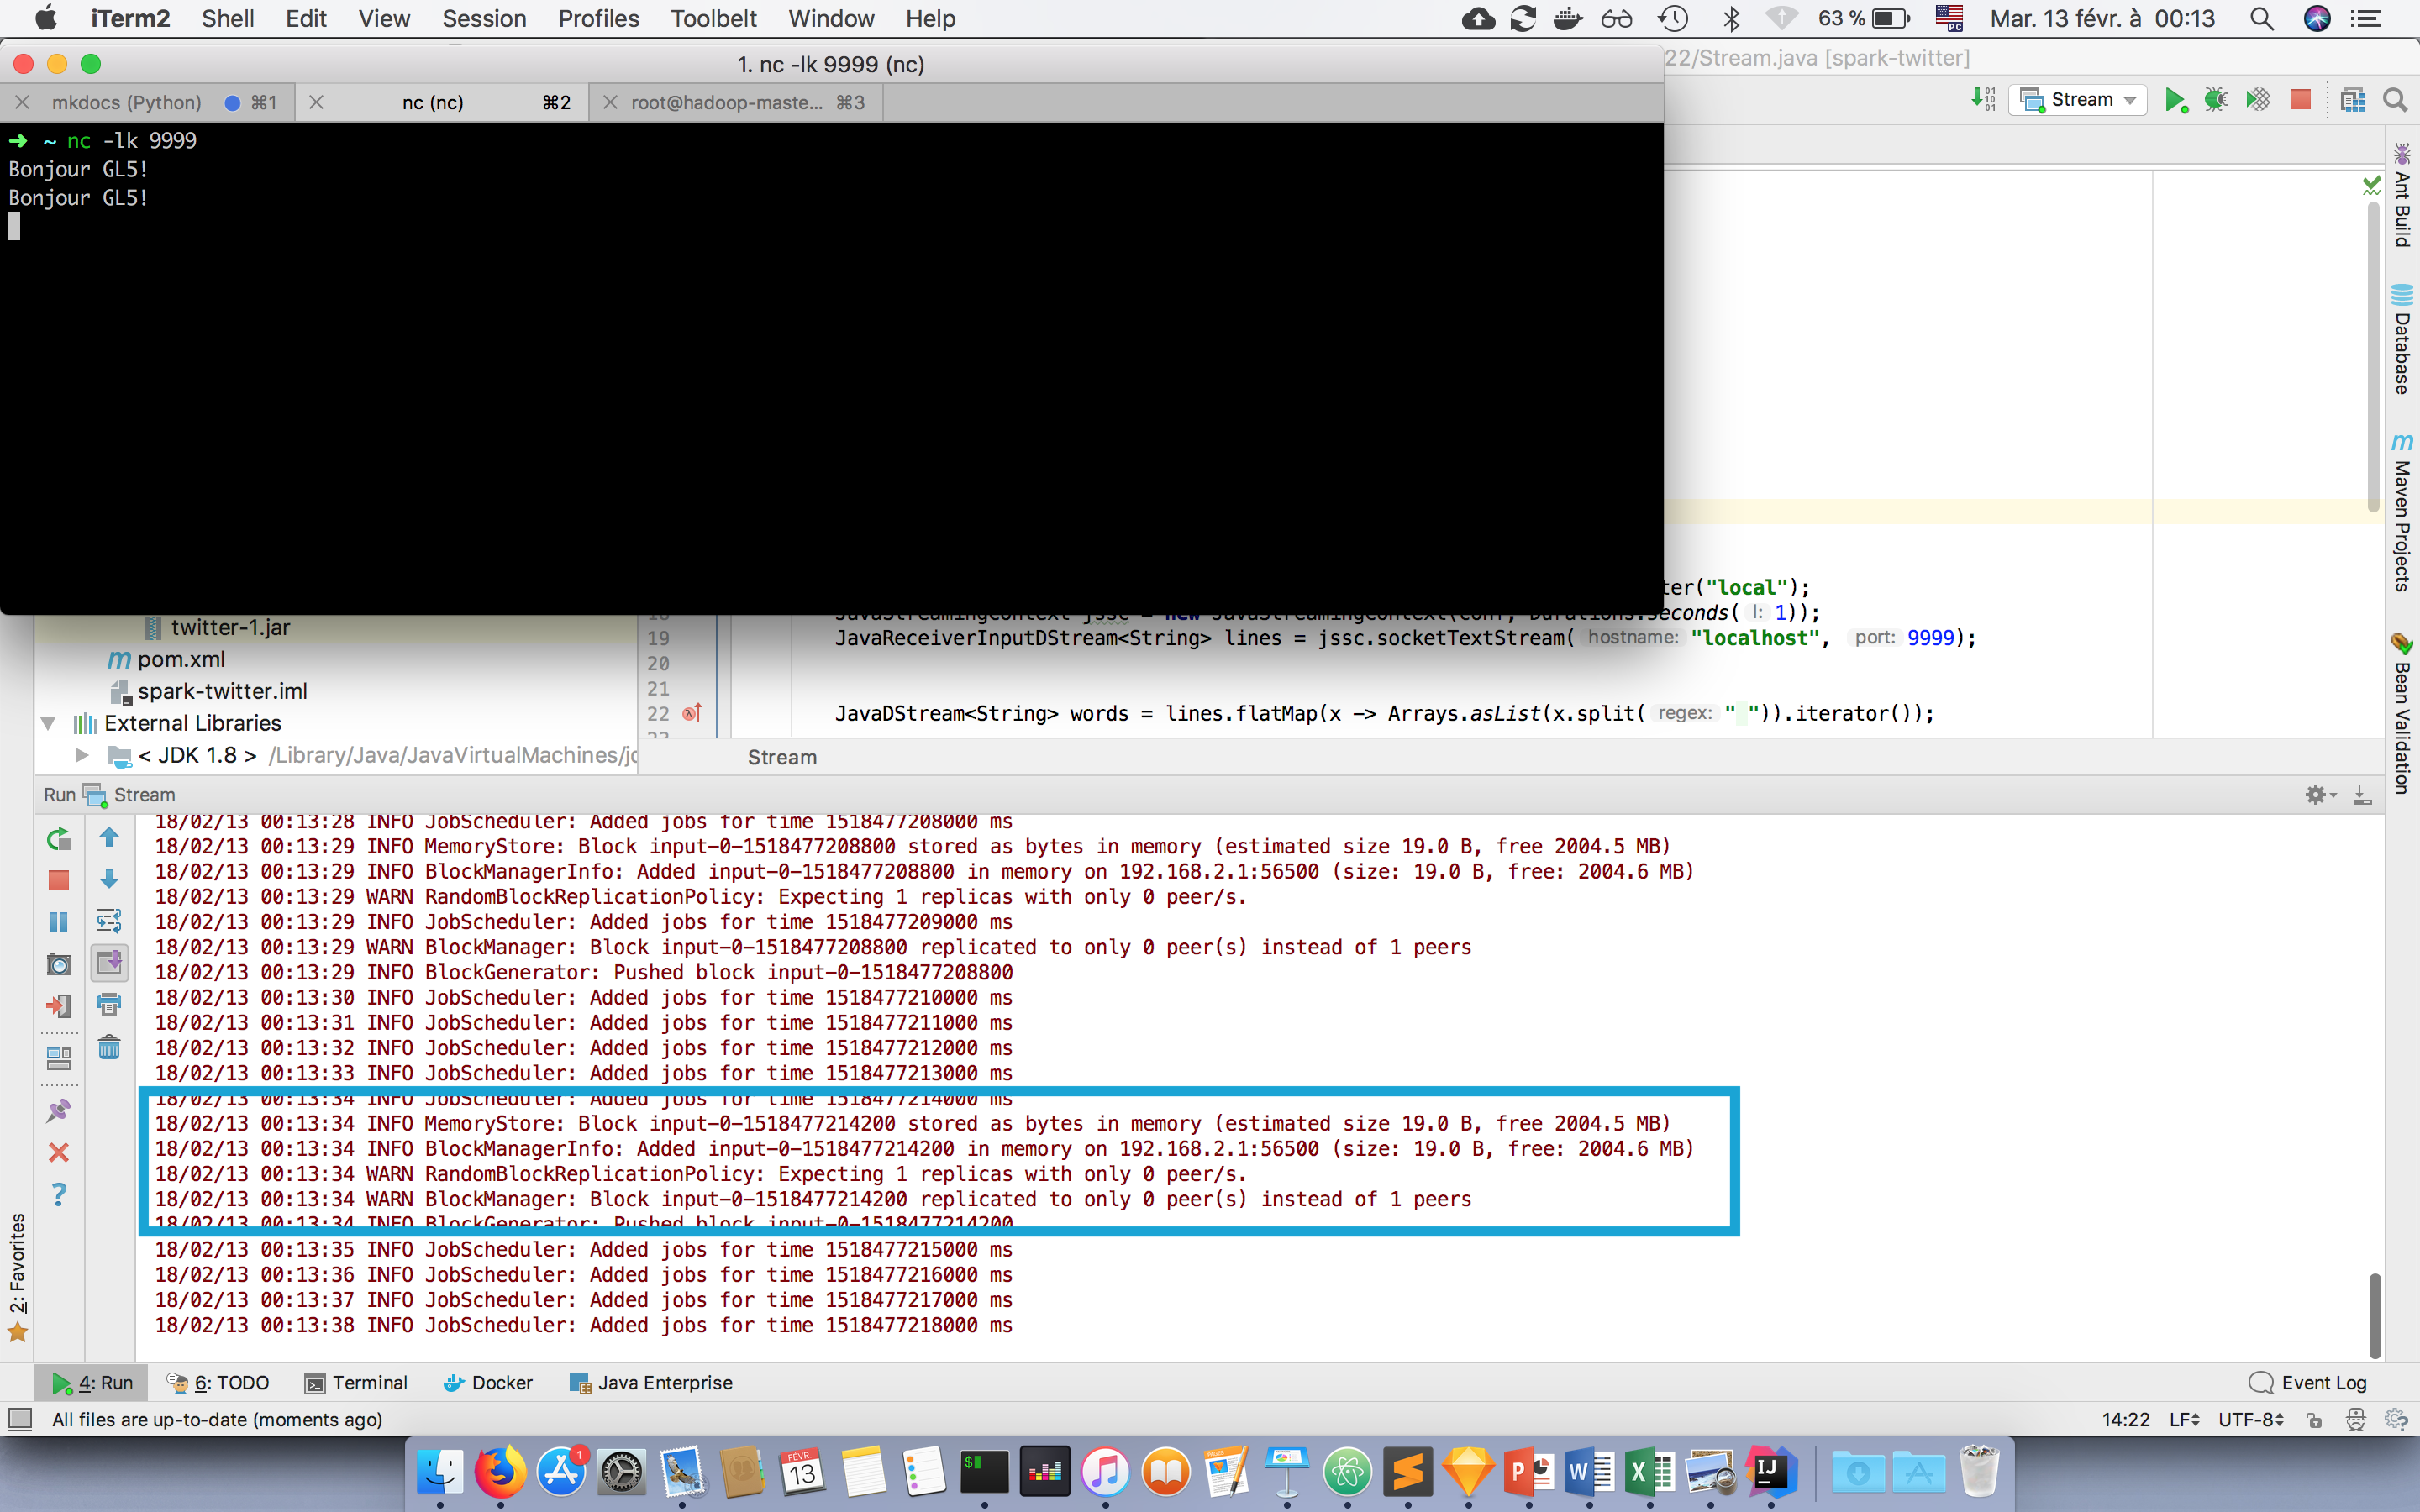 iTerm2 Shell Edit View Session Profiles Toolbelt Window Help 63 % PC Mar. 13 févr. à 00:13
1. nc -lk 9999 (nc)
22/Stream.java [spark-twitter]
mkdocs (Python) ⌘1 nc (nc) ⌘2 root@hadoop-maste... ⌘3
Stream
➜ ~ nc -lk 9999
Bonjour GL5!
Bonjour GL5!
Ant Build
Database
Maven Projects
Bean Validation
ter("local");
18 JavaStreamingContext jssc = new JavaStreamingContext(conf, Durations.seconds( l: 1));
twitter-1.jar
19 JavaReceiverInputDStream<String> lines = jssc.socketTextStream( hostname: "localhost", port: 9999);
pom.xml
20
spark-twitter.iml
21
22 JavaDStream<String> words = lines.flatMap(x -> Arrays.asList(x.split( regex: " ")).iterator());
External Libraries
23
< JDK 1.8 > /Library/Java/JavaVirtualMachines/jd
Stream
Run Stream
18/02/13 00:13:28 INFO JobScheduler: Added jobs for time 1518477208000 ms
18/02/13 00:13:29 INFO MemoryStore: Block input-0-1518477208800 stored as bytes in memory (estimated size 19.0 B, free 2004.5 MB)
18/02/13 00:13:29 INFO BlockManagerInfo: Added input-0-1518477208800 in memory on 192.168.2.1:56500 (size: 19.0 B, free: 2004.6 MB)
18/02/13 00:13:29 WARN RandomBlockReplicationPolicy: Expecting 1 replicas with only 0 peer/s.
18/02/13 00:13:29 INFO JobScheduler: Added jobs for time 1518477209000 ms
18/02/13 00:13:29 WARN BlockManager: Block input-0-1518477208800 replicated to only 0 peer(s) instead of 1 peers
18/02/13 00:13:29 INFO BlockGenerator: Pushed block input-0-1518477208800
18/02/13 00:13:30 INFO JobScheduler: Added jobs for time 1518477210000 ms
18/02/13 00:13:31 INFO JobScheduler: Added jobs for time 1518477211000 ms
18/02/13 00:13:32 INFO JobScheduler: Added jobs for time 1518477212000 ms
18/02/13 00:13:33 INFO JobScheduler: Added jobs for time 1518477213000 ms
18/02/13 00:13:34 INFO JobScheduler: Added jobs for time 1518477214000 ms
18/02/13 00:13:34 INFO MemoryStore: Block input-0-1518477214200 stored as bytes in memory (estimated size 19.0 B, free 2004.5 MB)
18/02/13 00:13:34 INFO BlockManagerInfo: Added input-0-1518477214200 in memory on 192.168.2.1:56500 (size: 19.0 B, free: 2004.6 MB)
18/02/13 00:13:34 WARN RandomBlockReplicationPolicy: Expecting 1 replicas with only 0 peer/s.
18/02/13 00:13:34 WARN BlockManager: Block input-0-1518477214200 replicated to only 0 peer(s) instead of 1 peers
18/02/13 00:13:34 INFO BlockGenerator: Pushed block input-0-1518477214200
18/02/13 00:13:35 INFO JobScheduler: Added jobs for time 1518477215000 ms
18/02/13 00:13:36 INFO JobScheduler: Added jobs for time 1518477216000 ms
18/02/13 00:13:37 INFO JobScheduler: Added jobs for time 1518477217000 ms
18/02/13 00:13:38 INFO JobScheduler: Added jobs for time 1518477218000 ms
2: Favorites
4: Run 6: TODO Terminal Docker Java Enterprise Event Log
All files are up-to-date (moments ago) 14:22 LF UTF-8
1 FÉVR. 13 $ PAGES P W X IJ